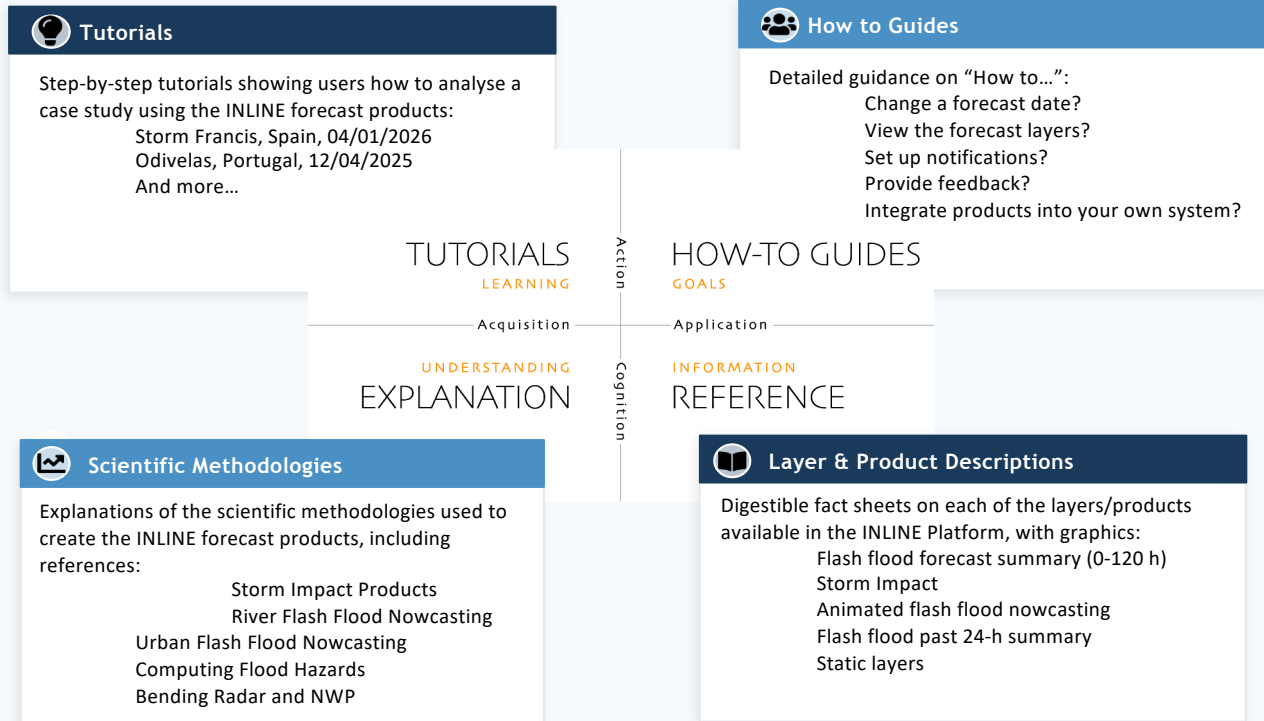 Tutorials
Step-by-step tutorials showing users how to analyse a
case study using the INLINE forecast products:
Storm Francis, Spain, 04/01/2026
Odivelas, Portugal, 12/04/2025
And more…
How to Guides
Detailed guidance on “How to…”:
Change a forecast date?
View the forecast layers?
Set up notifications?
Provide feedback?
Integrate products into your own system?
TUTORIALS
LEARNING
Action
HOW-TO GUIDES
GOALS
Acquisition
Application
UNDERSTANDING
EXPLANATION
Cognition
INFORMATION
REFERENCE
Scientific Methodologies
Explanations of the scientific methodologies used to
create the INLINE forecast products, including
references:
Storm Impact Products
River Flash Flood Nowcasting
Urban Flash Flood Nowcasting
Computing Flood Hazards
Bending Radar and NWP
Layer & Product Descriptions
Digestible fact sheets on each of the layers/products
available in the INLINE Platform, with graphics:
Flash flood forecast summary (0-120 h)
Storm Impact
Animated flash flood nowcasting
Flash flood past 24-h summary
Static layers